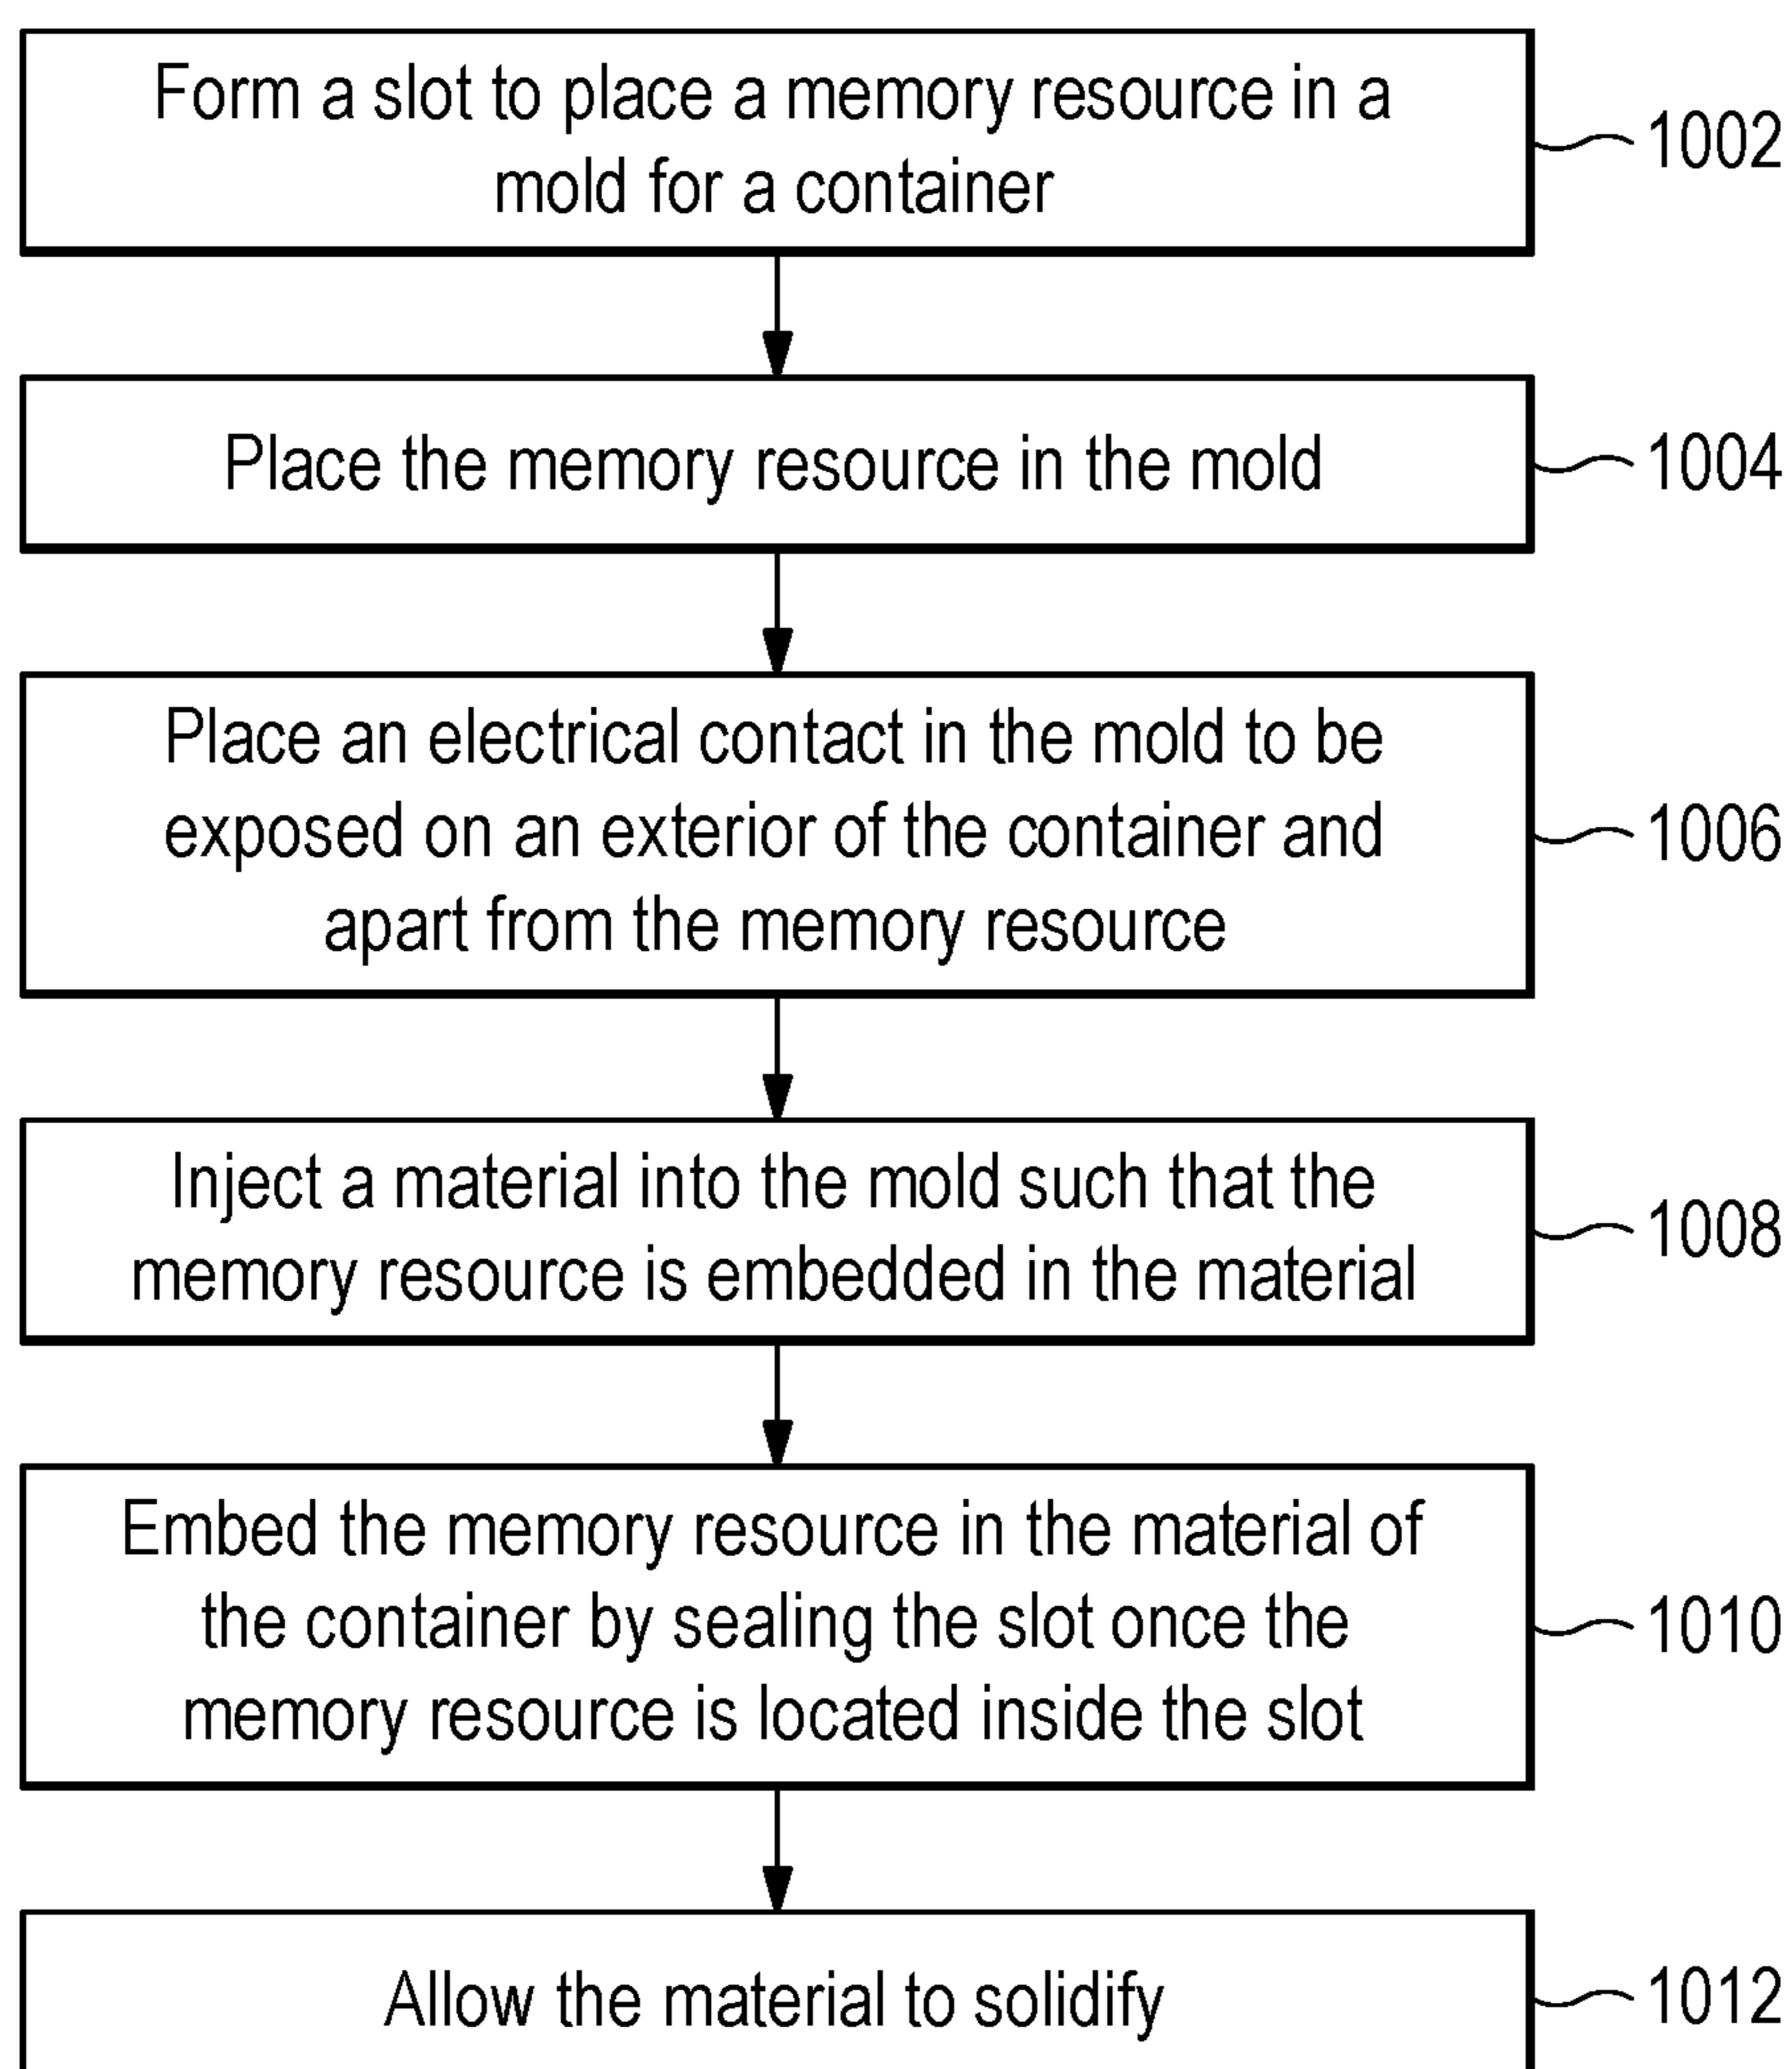 Form a slot to place a memory resource in a
mold for a container
1002
Place the memory resource in the mold
1004
Place an electrical contact in the mold to be
exposed on an exterior of the container and
apart from the memory resource
1006
Inject a material into the mold such that the
memory resource is embedded in the material
1008
Embed the memory resource in the material of
the container by sealing the slot once the
memory resource is located inside the slot
1010
Allow the material to solidify
1012